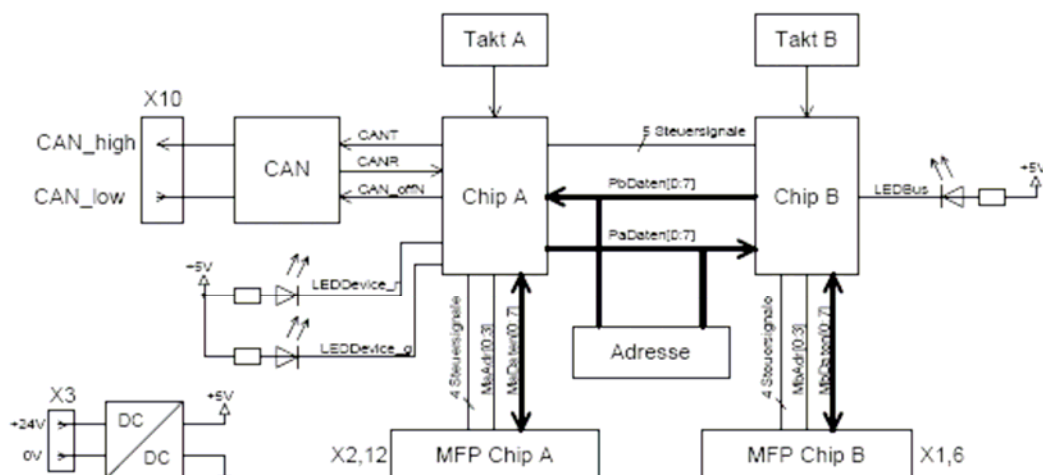 Takt A
Takt B
X10
CAN_high
CAN
CANT
CANR
CAN_offN
Chip A
5 Steuersignale
PbDaten[0:7]
PaDaten[0:7]
Chip B
LEDBus
+5V
CAN_low
+5V
LEDDevice_r
LEDDevice_g
4 Steuersignale
MaAdr[0:3]
MaDaten[0:7]
Adresse
4 Steuersignale
MbAdr[0:3]
MbDaten[0:7]
X3
+24V
0V
DC
DC
+5V
X2,12
MFP Chip A
MFP Chip B
X1,6